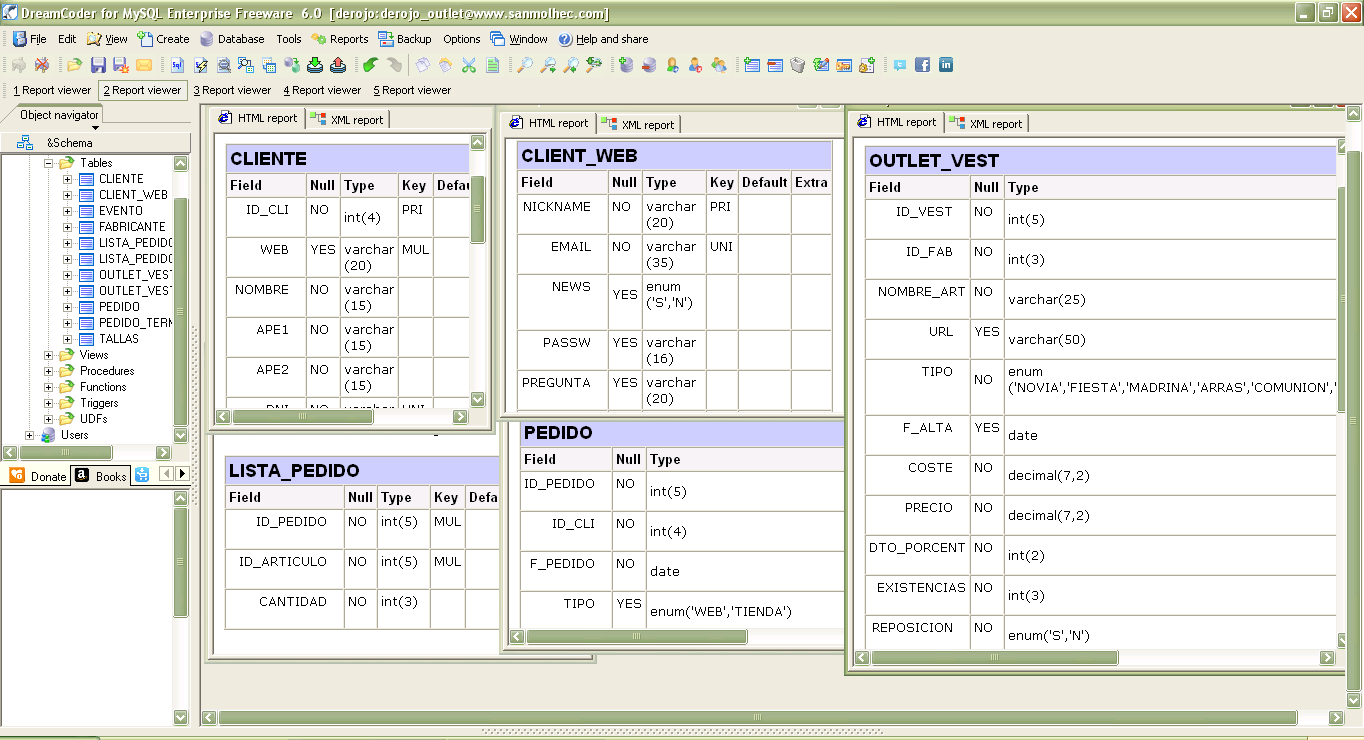 DreamCoder for MySQL Enterprise Freeware 6.0 [derojo:derojo_outlet@www.sanmolhec.com]
File Edit View Create Database Tools Reports Backup Options Window Help and share
1 Report viewer 2 Report viewer 3 Report viewer 4 Report viewer 5 Report viewer
Object navigator
&Schema
Tables
CLIENTE
CLIENT_WEB
EVENTO
FABRICANTE
LISTA_PEDIDO
LISTA_PEDIDO
OUTLET_VEST
OUTLET_VEST
PEDIDO
PEDIDO_TERM
TALLAS
Views
Procedures
Functions
Triggers
UDFs
Users
Donate Books
HTML report XML report
CLIENTE
Field Null Type Key Defau
ID_CLI NO int(4) PRI
WEB YES varchar MUL
(20)
NOMBRE NO varchar
(15)
APE1 NO varchar
(15)
APE2 NO varchar
(15)
DNI NO varchar UNI
LISTA_PEDIDO
Field Null Type Key Defa
ID_PEDIDO NO int(5) MUL
ID_ARTICULO NO int(5) MUL
CANTIDAD NO int(3)
HTML report XML report
CLIENT_WEB
Field Null Type Key Default Extra
NICKNAME NO varchar PRI
(20)
EMAIL NO varchar UNI
(35)
NEWS YES enum
('S','N')
PASSW YES varchar
(16)
PREGUNTA YES varchar
(20)
PEDIDO
Field Null Type
ID_PEDIDO NO int(5)
ID_CLI NO int(4)
F_PEDIDO NO date
TIPO YES enum('WEB','TIENDA')
HTML report XML report
OUTLET_VEST
Field Null Type
ID_VEST NO int(5)
ID_FAB NO int(3)
NOMBRE_ART NO varchar(25)
URL YES varchar(50)
TIPO NO enum
('NOVIA','FIESTA','MADRINA','ARRAS','COMUNION','
F_ALTA YES date
COSTE NO decimal(7,2)
PRECIO NO decimal(7,2)
DTO_PORCENT NO int(2)
EXISTENCIAS NO int(3)
REPOSICION NO enum('S','N')